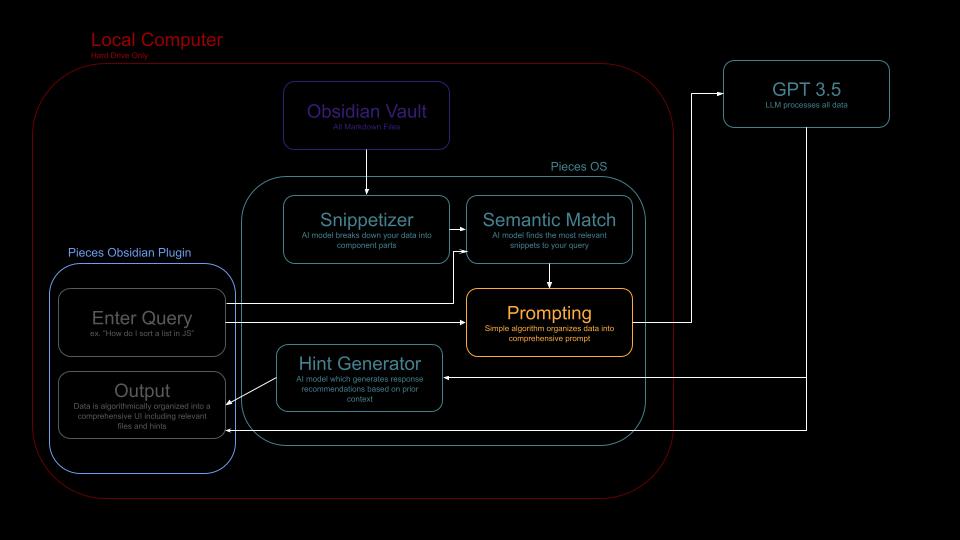 Local Computer
Hard Drive Only
GPT 3.5
LLM processes all data
Obsidian Vault
All Markdown Files
Pieces OS
Snippetizer
AI model breaks down your data into
component parts
Semantic Match
AI model finds the most relevant
snippets to your query
Pieces Obsidian Plugin
Enter Query
ex. "How do I sort a list in JS"
Prompting
Simple algorithm organizes data into
comprehensive prompt
Hint Generator
AI model which generates response
recommendations based on prior
context
Output
Data is algorithmically organized into a
comprehensive UI including relevant
files and hints